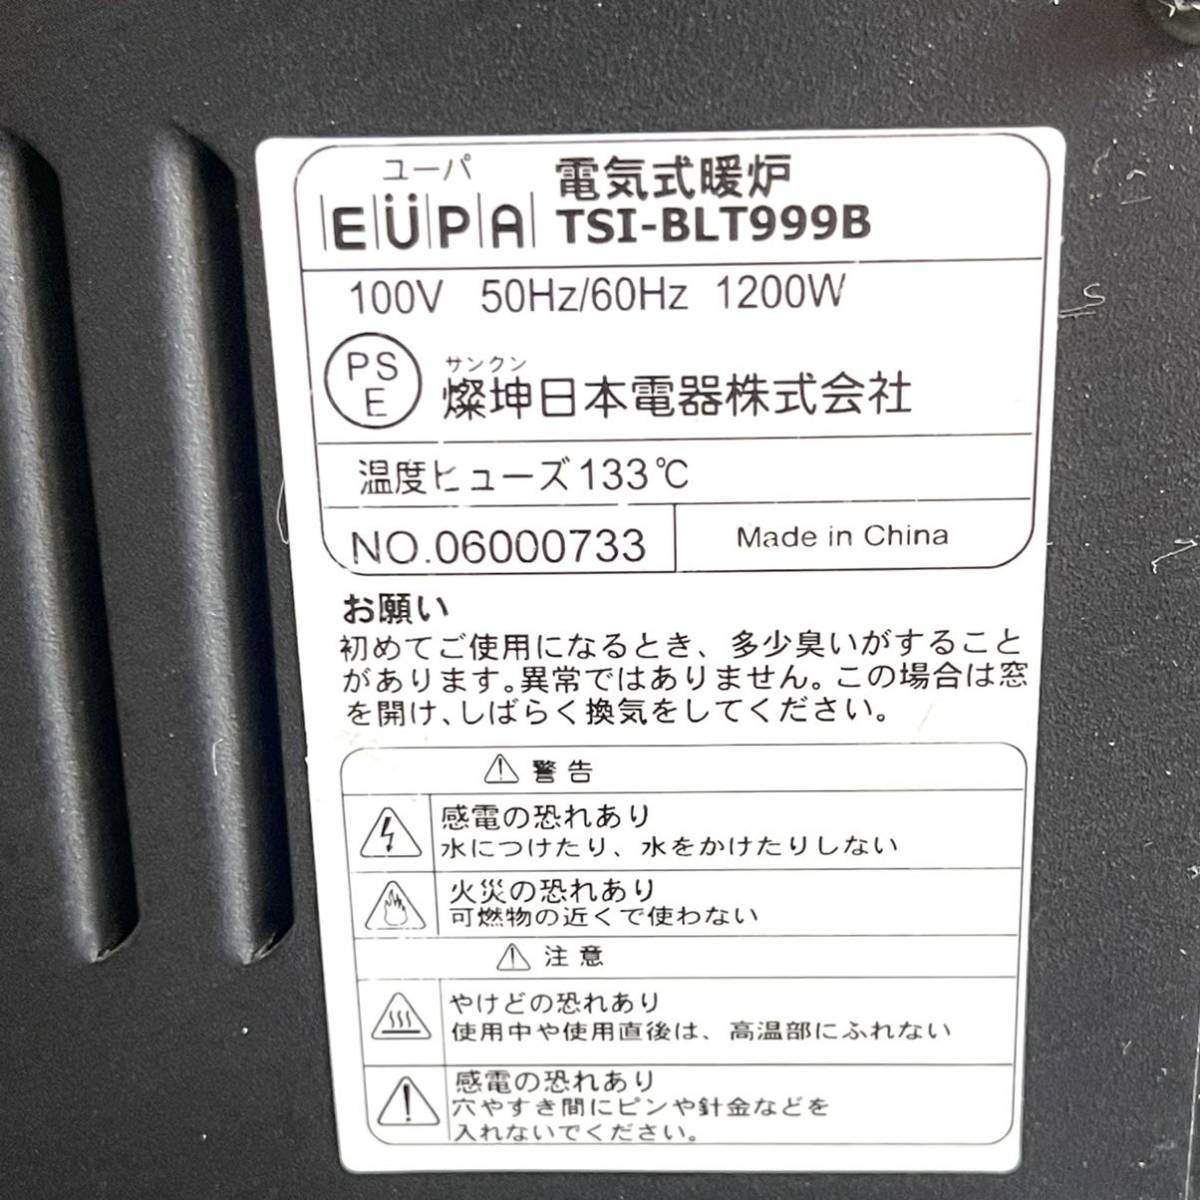 ユーパ
EÜPA
電気式暖炉
TSI-BLT999B
100V 50Hz/60Hz 1200W
PS
E
サンクン
燦坤日本電器株式会社
温度ヒューズ133℃
NO.06000733
Made in China
お願い
初めてご使用になるとき、多少臭いがすること
があります。異常ではありません。この場合は窓
を開け、しばらく換気をしてください。
警告
感電の恐れあり
水につけたり、水をかけたりしない
火災の恐れあり
可燃物の近くで使わない
注意
やけどの恐れあり
使用中や使用直後は、高温部にふれない
感電の恐れあり
穴やすき間にピンや針金などを
入れないでください。